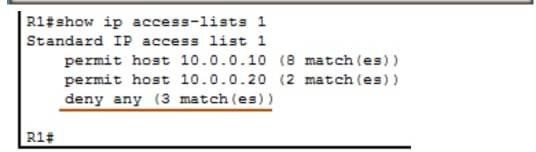 R1#show ip access-lists 1
Standard IP access list 1
permit host 10.0.0.10 (8 match(es))
permit host 10.0.0.20 (2 match(es))
deny any (3 match(es))
R1#